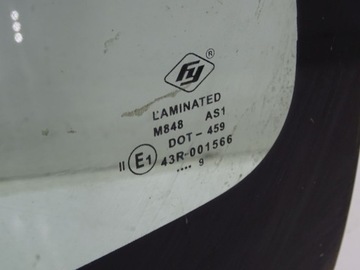 FY ®
LAMINATED
M848 AS1
DOT - 459
II E1 43R-001566
.... 9